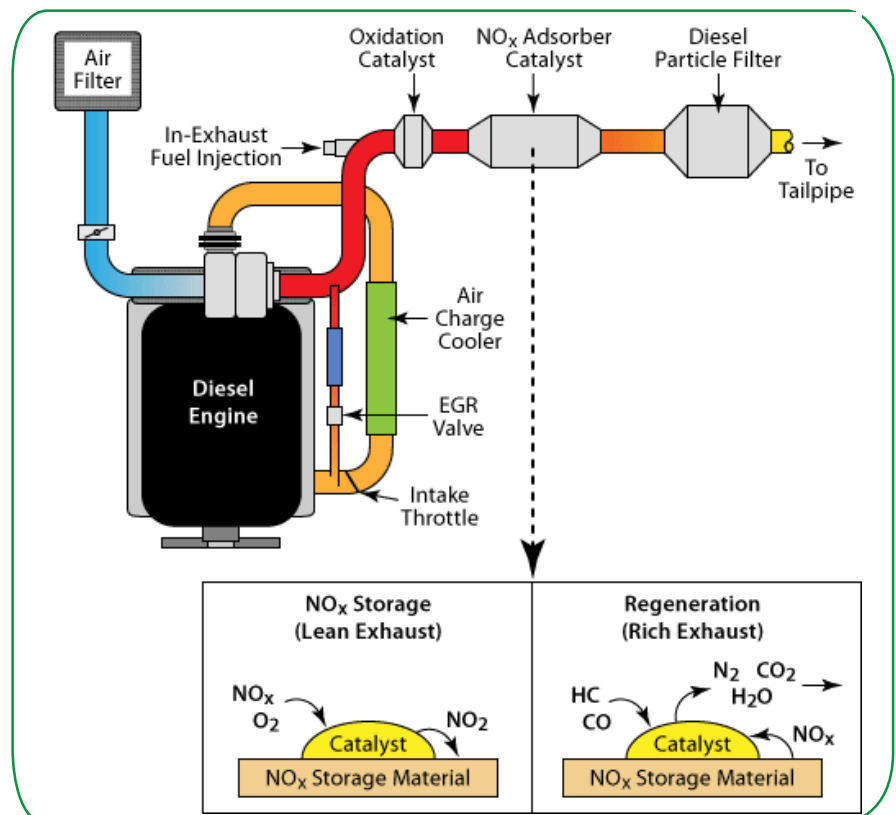 Air
Filter
Oxidation
Catalyst
NOₓ Adsorber
Catalyst
Diesel
Particle Filter
In-Exhaust
Fuel Injection
To
Tailpipe
Air
Charge
Cooler
Diesel
Engine
EGR
Valve
Intake
Throttle
NOₓ Storage
(Lean Exhaust)
NOₓ
O₂
NO₂
Catalyst
NOₓ Storage Material
Regeneration
(Rich Exhaust)
HC
CO
N₂ CO₂
H₂O
NOₓ
Catalyst
NOₓ Storage Material